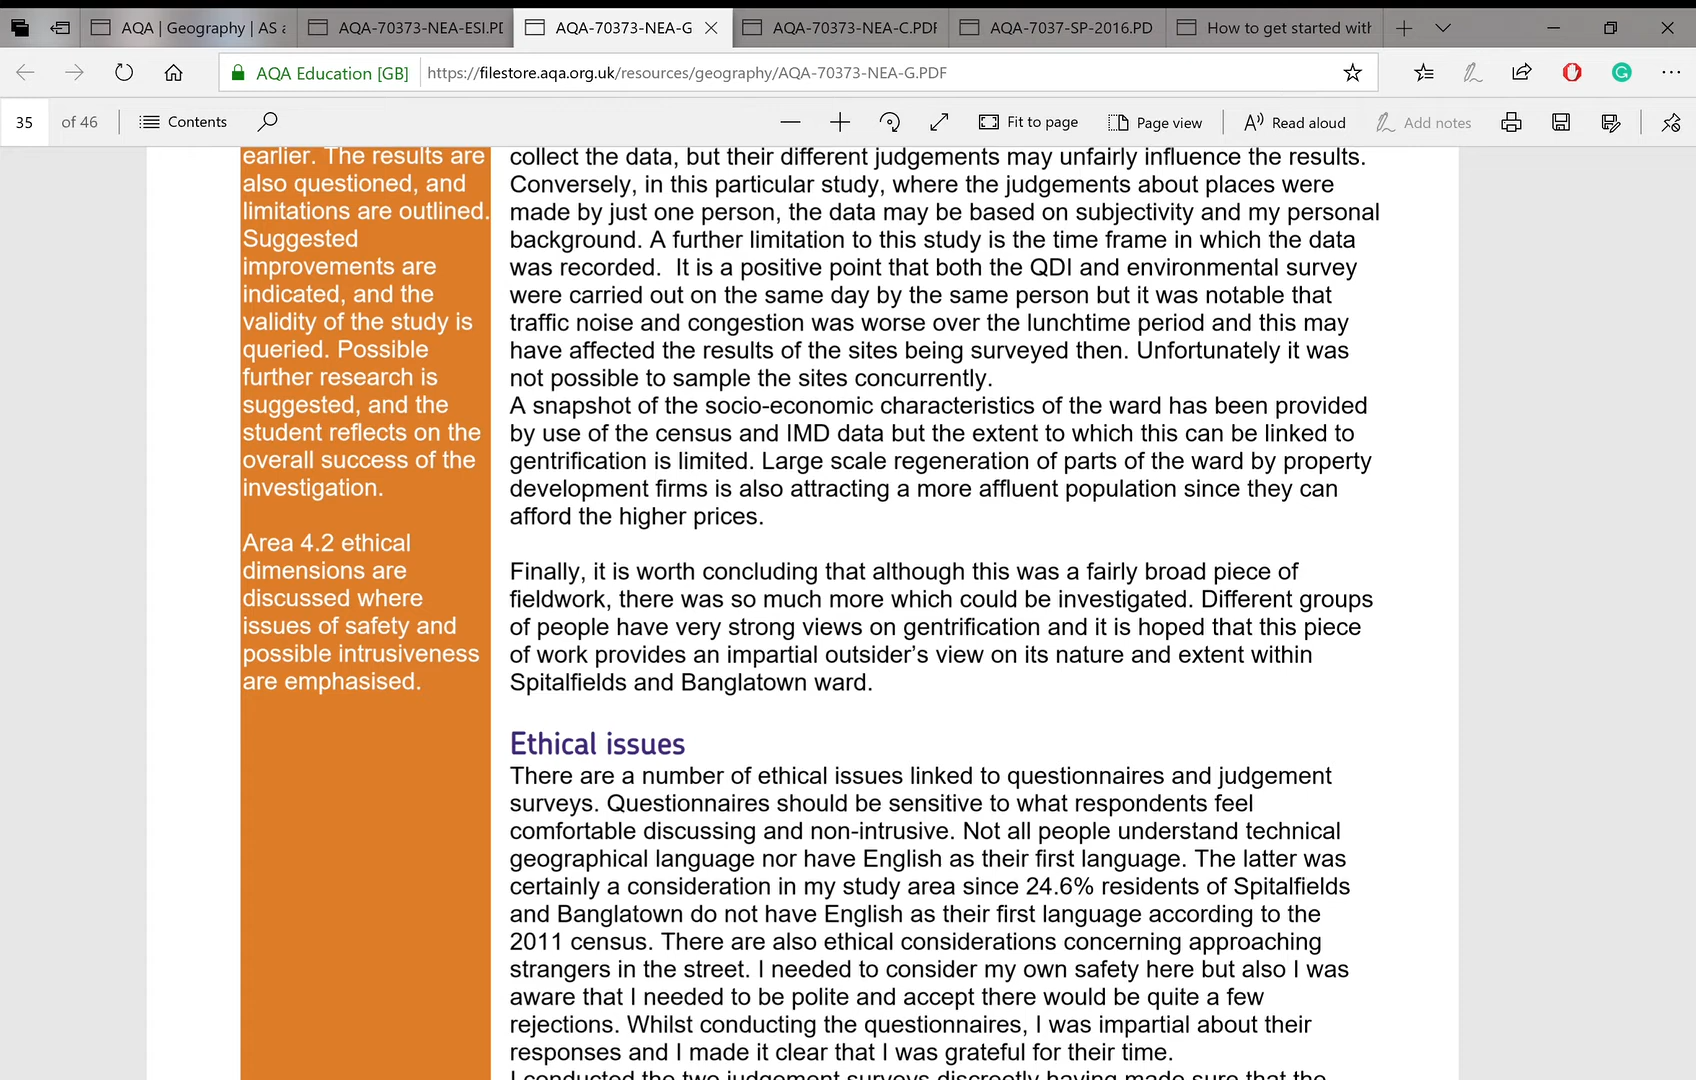 AQA | Geography | AS a
AQA-70373-NEA-ESI.PD
AQA-70373-NEA-G
AQA-70373-NEA-C.PDF
AQA-7037-SP-2016.PD
How to get started with
AQA Education [GB]
https://filestore.aqa.org.uk/resources/geography/AQA-70373-NEA-G.PDF
35 of 46
Contents
Fit to page
Page view
Read aloud
Add notes
earlier. The results are
also questioned, and
limitations are outlined.
Suggested
improvements are
indicated, and the
validity of the study is
queried. Possible
further research is
suggested, and the
student reflects on the
overall success of the
investigation.
Area 4.2 ethical
dimensions are
discussed where
issues of safety and
possible intrusiveness
are emphasised.
collect the data, but their different judgements may unfairly influence the results.
Conversely, in this particular study, where the judgements about places were
made by just one person, the data may be based on subjectivity and my personal
background. A further limitation to this study is the time frame in which the data
was recorded.  It is a positive point that both the QDI and environmental survey
were carried out on the same day by the same person but it was notable that
traffic noise and congestion was worse over the lunchtime period and this may
have affected the results of the sites being surveyed then. Unfortunately it was
not possible to sample the sites concurrently.
A snapshot of the socio-economic characteristics of the ward has been provided
by use of the census and IMD data but the extent to which this can be linked to
gentrification is limited. Large scale regeneration of parts of the ward by property
development firms is also attracting a more affluent population since they can
afford the higher prices.
Finally, it is worth concluding that although this was a fairly broad piece of
fieldwork, there was so much more which could be investigated. Different groups
of people have very strong views on gentrification and it is hoped that this piece
of work provides an impartial outsider’s view on its nature and extent within
Spitalfields and Banglatown ward.
Ethical issues
There are a number of ethical issues linked to questionnaires and judgement
surveys. Questionnaires should be sensitive to what respondents feel
comfortable discussing and non-intrusive. Not all people understand technical
geographical language nor have English as their first language. The latter was
certainly a consideration in my study area since 24.6% residents of Spitalfields
and Banglatown do not have English as their first language according to the
2011 census. There are also ethical considerations concerning approaching
strangers in the street. I needed to consider my own safety here but also I was
aware that I needed to be polite and accept there would be quite a few
rejections. Whilst conducting the questionnaires, I was impartial about their
responses and I made it clear that I was grateful for their time.
I conducted the two judgement surveys discreetly having made sure that the